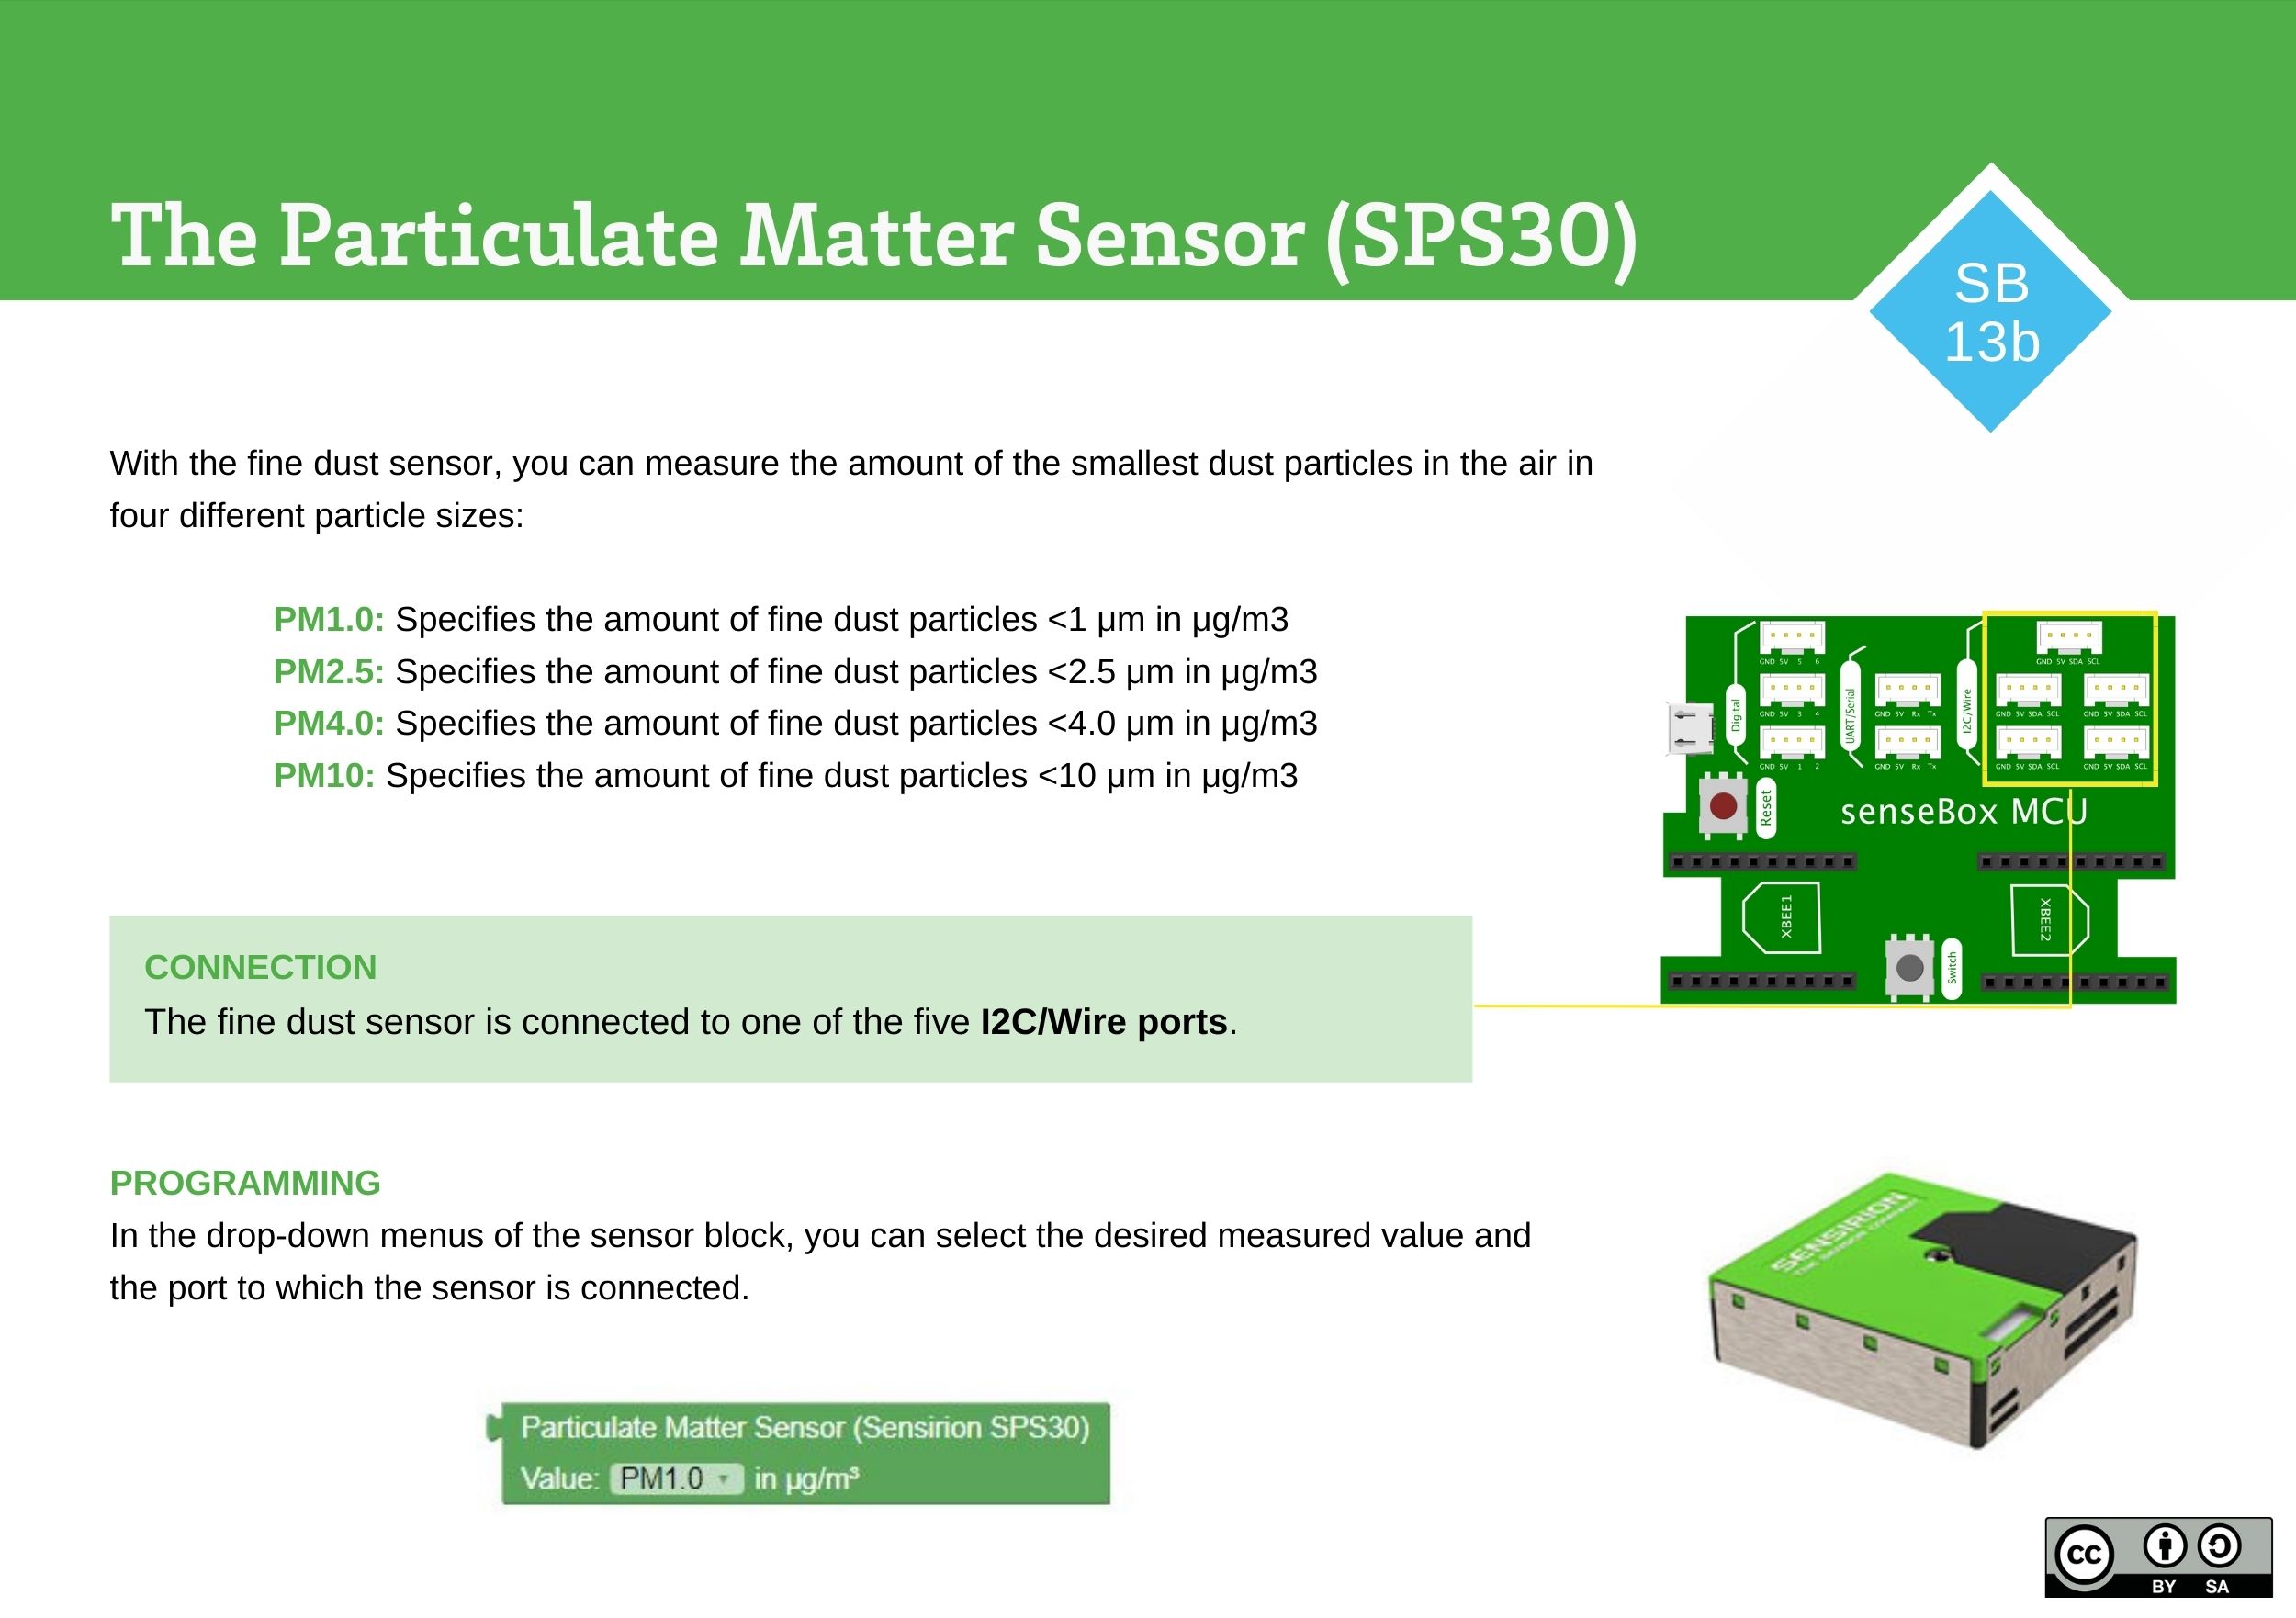 The Particulate Matter Sensor (SPS30)
SB
13b
With the fine dust sensor, you can measure the amount of the smallest dust particles in the air in
four different particle sizes:
PM1.0: Specifies the amount of fine dust particles <1 μm in μg/m3
PM2.5: Specifies the amount of fine dust particles <2.5 μm in μg/m3
PM4.0: Specifies the amount of fine dust particles <4.0 μm in μg/m3
PM10: Specifies the amount of fine dust particles <10 μm in μg/m3
GND 5V 5 6
GND 5V SDA SCL
Digital
GND 5V 3 4
UART/Serial
GND 5V Rx Tx
I2C/Wire
GND 5V SDA SCL
GND 5V SDA SCL
GND 5V 1 2
GND 5V Rx Tx
GND 5V SDA SCL
GND 5V SDA SCL
Reset
senseBox MCU
XBEE1
XBEE2
Switch
CONNECTION
The fine dust sensor is connected to one of the five I2C/Wire ports.
PROGRAMMING
In the drop-down menus of the sensor block, you can select the desired measured value and
the port to which the sensor is connected.
SENSIRION
Particulate Matter Sensor (Sensirion SPS30)
Value: PM1.0 in µg/m³
cc
BY SA